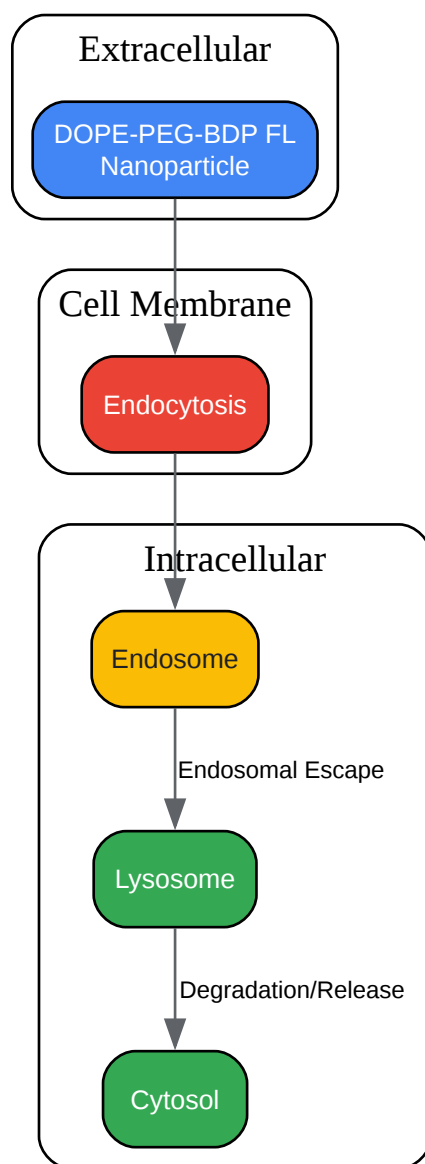 Extracellular
DOPE-PEG-BDP FL
Nanoparticle
Cell Membrane
Endocytosis
Intracellular
Endosome
Endosomal Escape
Lysosome
Degradation/Release
Cytosol